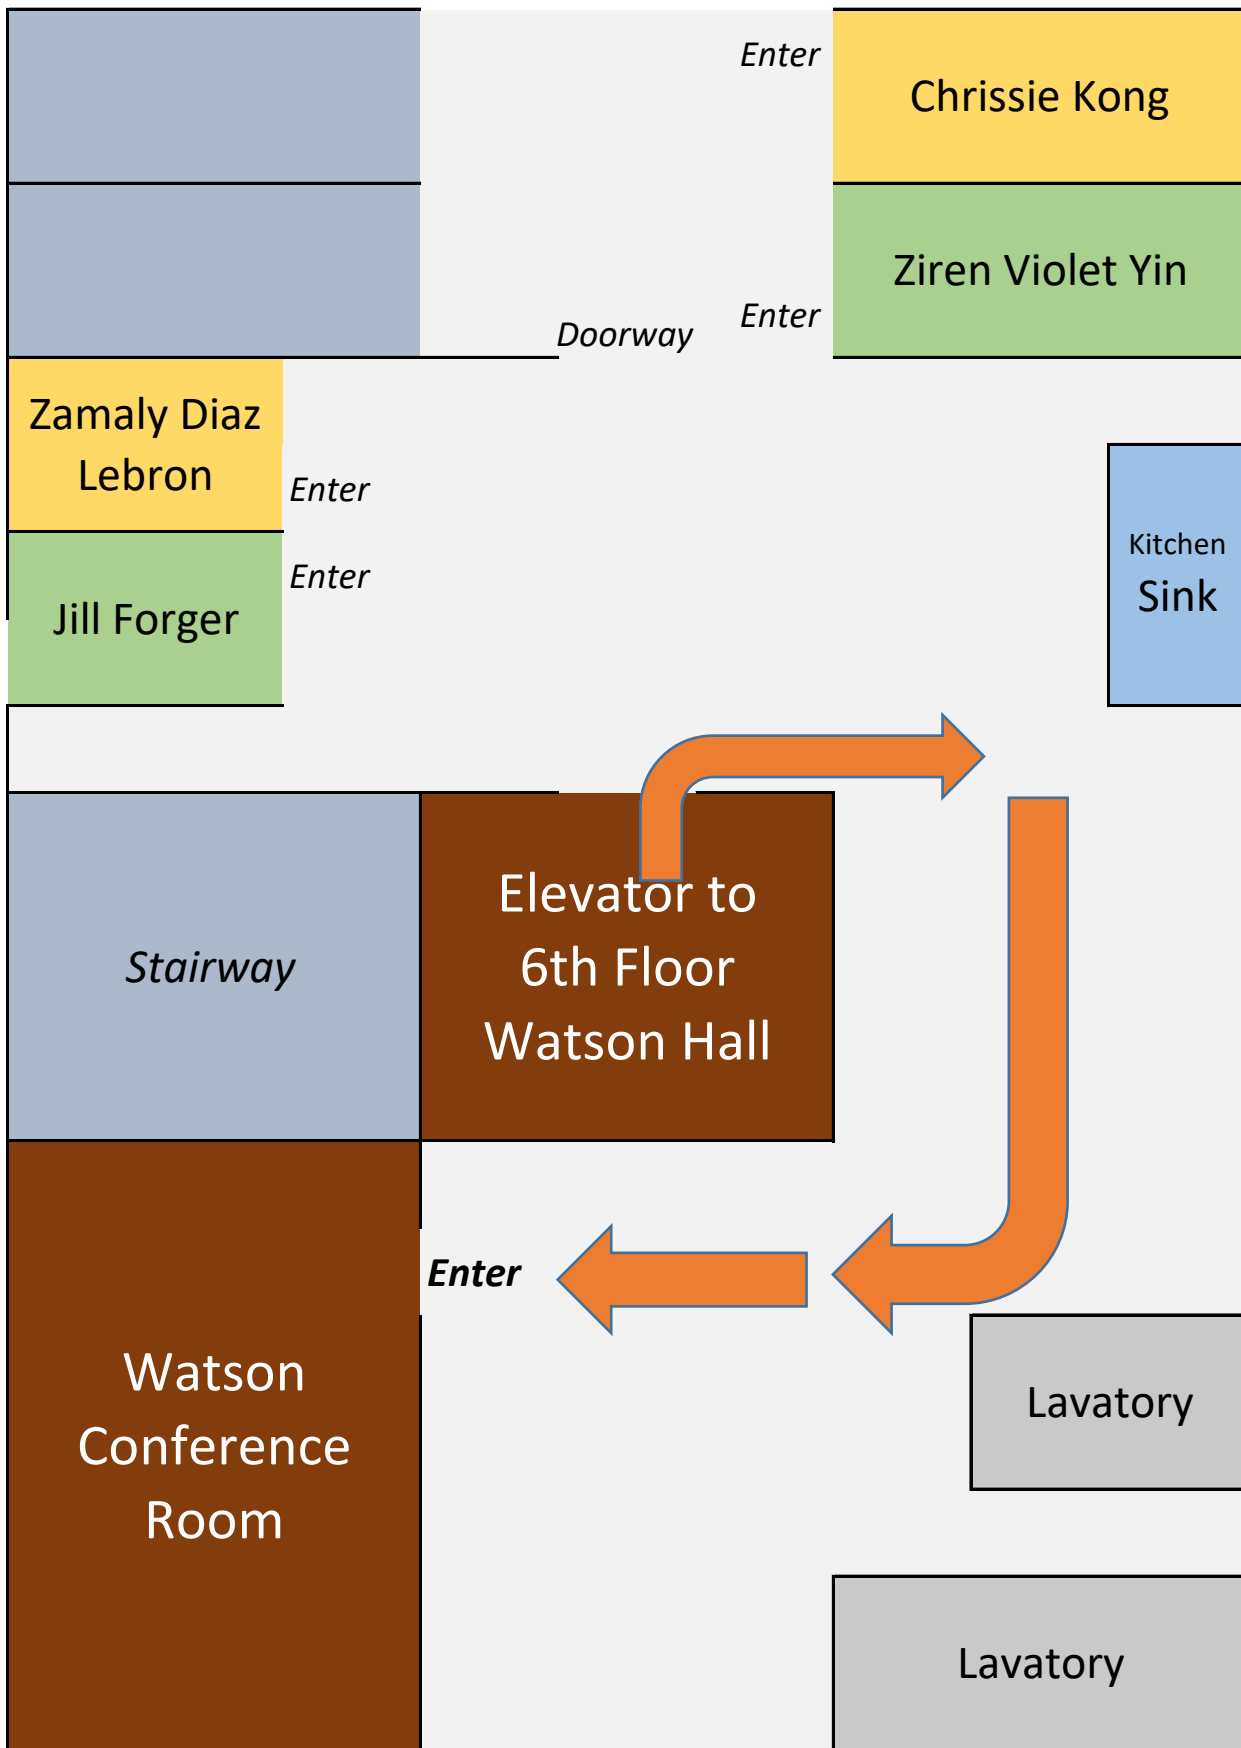 Enter
Chrissie Kong
Ziren Violet Yin
Enter
Doorway
Zamaly Diaz
Lebron
Enter
Enter
Jill Forger
Kitchen
Sink
Elevator to
6th Floor
Watson Hall
Stairway
Enter
Watson
Conference
Room
Lavatory
Lavatory